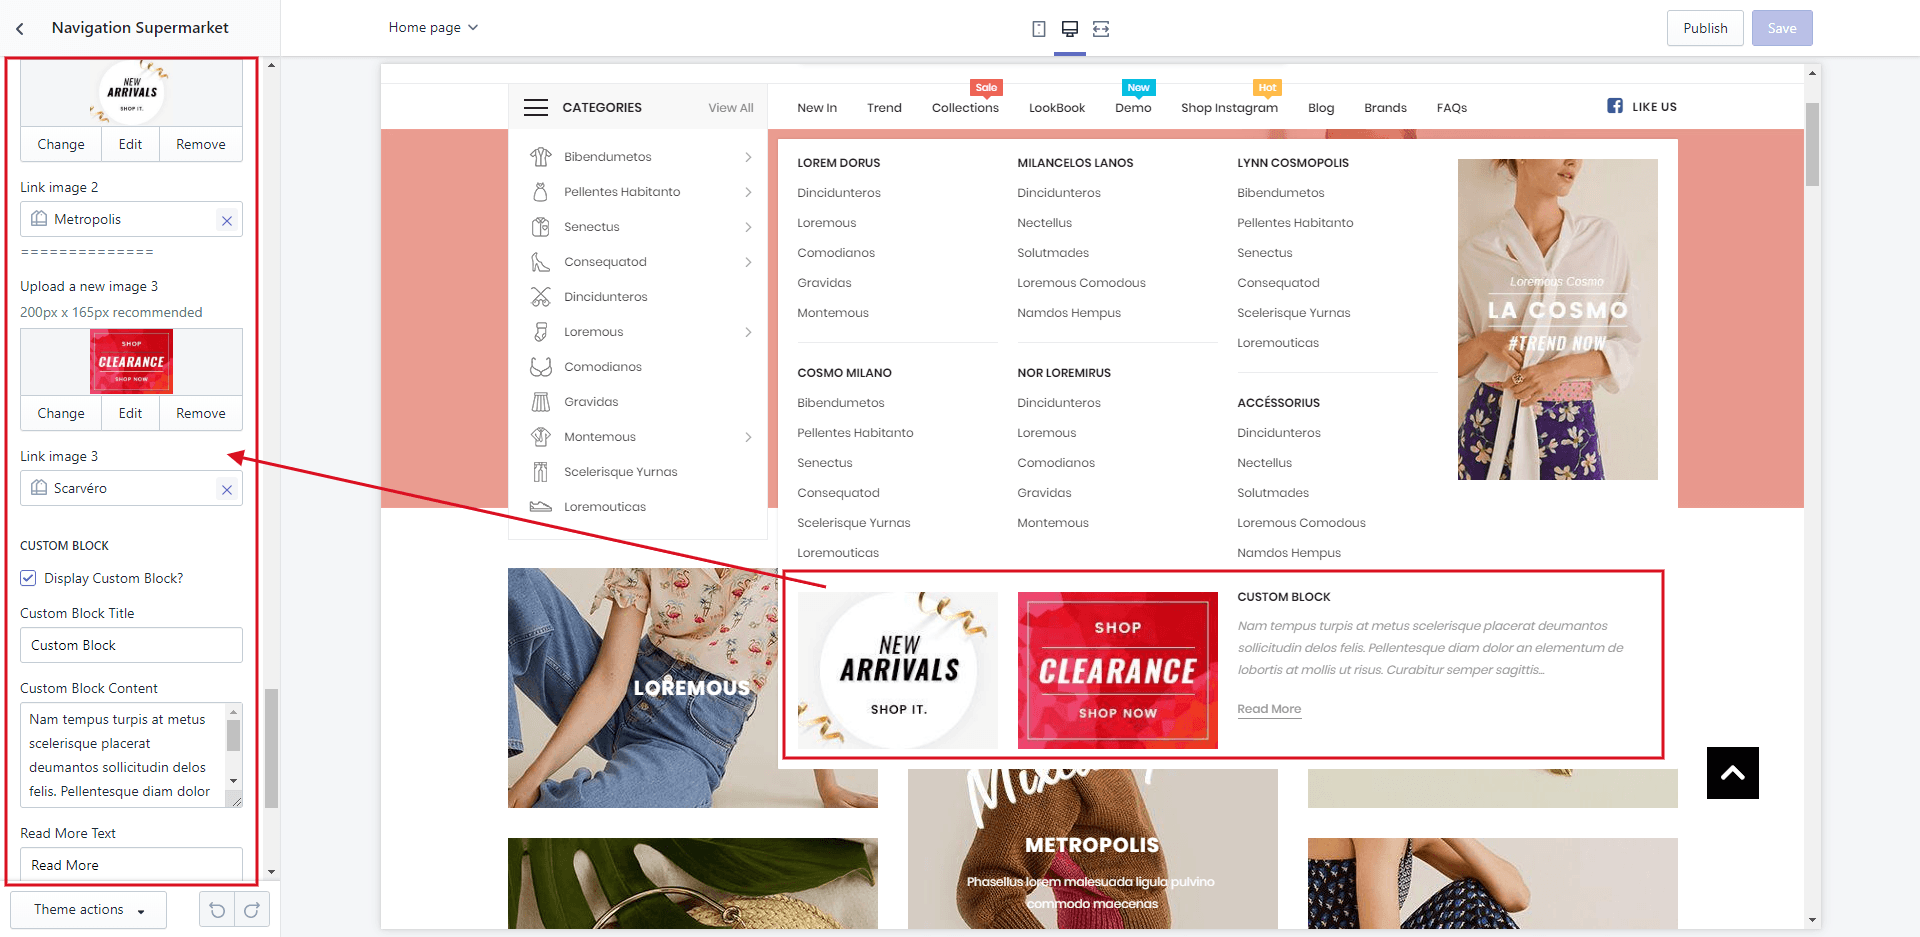 Navigation Supermarket
Home page
Publish
Save
NEW
ARRIVALS
SHOP IT.
Change
Edit
Remove
Link image 2
Metropolis
==============
Upload a new image 3
200px x 165px recommended
SHOP
CLEARANCE
SHOP NOW
Change
Edit
Remove
Link image 3
Scarvéro
CUSTOM BLOCK
Display Custom Block?
Custom Block Title
Custom Block
Custom Block Content
Nam tempus turpis at metus
scelerisque placerat
deumantos sollicitudin delos
felis. Pellentesque diam dolor
Read More Text
Read More
Theme actions
CATEGORIES
View All
Sale
New
Hot
New In
Trend
Collections
LookBook
Demo
Shop Instagram
Blog
Brands
FAQs
LIKE US
Bibendumetos
Pellentes Habitanto
Senectus
Consequatod
Dincidunteros
Loremous
Comodianos
Gravidas
Montemous
Scelerisque Yurnas
Loremouticas
LOREM DORUS
Dincidunteros
Loremous
Comodianos
Gravidas
Montemous
COSMO MILANO
Bibendumetos
Pellentes Habitanto
Senectus
Consequatod
Scelerisque Yurnas
Loremouticas
MILANCELOS LANOS
Dincidunteros
Nectellus
Solutmades
Loremous Comodous
Namdos Hempus
NOR LOREMIRUS
Dincidunteros
Loremous
Comodianos
Gravidas
Montemous
LYNN COSMOPOLIS
Bibendumetos
Pellentes Habitanto
Senectus
Consequatod
Scelerisque Yurnas
Loremouticas
ACCÉSSORIUS
Dincidunteros
Nectellus
Solutmades
Loremous Comodous
Namdos Hempus
Loremous Cosmo
LA COSMO
#TREND NOW
NEW
ARRIVALS
SHOP IT.
SHOP
CLEARANCE
SHOP NOW
CUSTOM BLOCK
Nam tempus turpis at metus scelerisque placerat deumantos
sollicitudin delos felis. Pellentesque diam dolor an elementum de
lobortis at mollis ut risus. Curabitur semper sagittis...
Read More
LOREMOUS
METROPOLIS
Phasellus lorem malesuada ligula pulvino
commodo maecenas